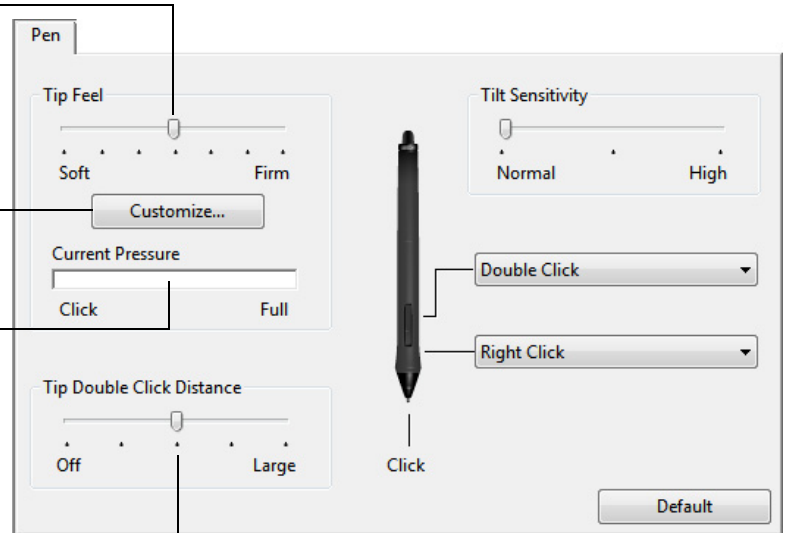 Pen
Tip Feel
Soft Firm
Customize...
Current Pressure
Click Full
Tip Double Click Distance
Off Large
Click
Tilt Sensitivity
Normal High
Double Click
Right Click
Default